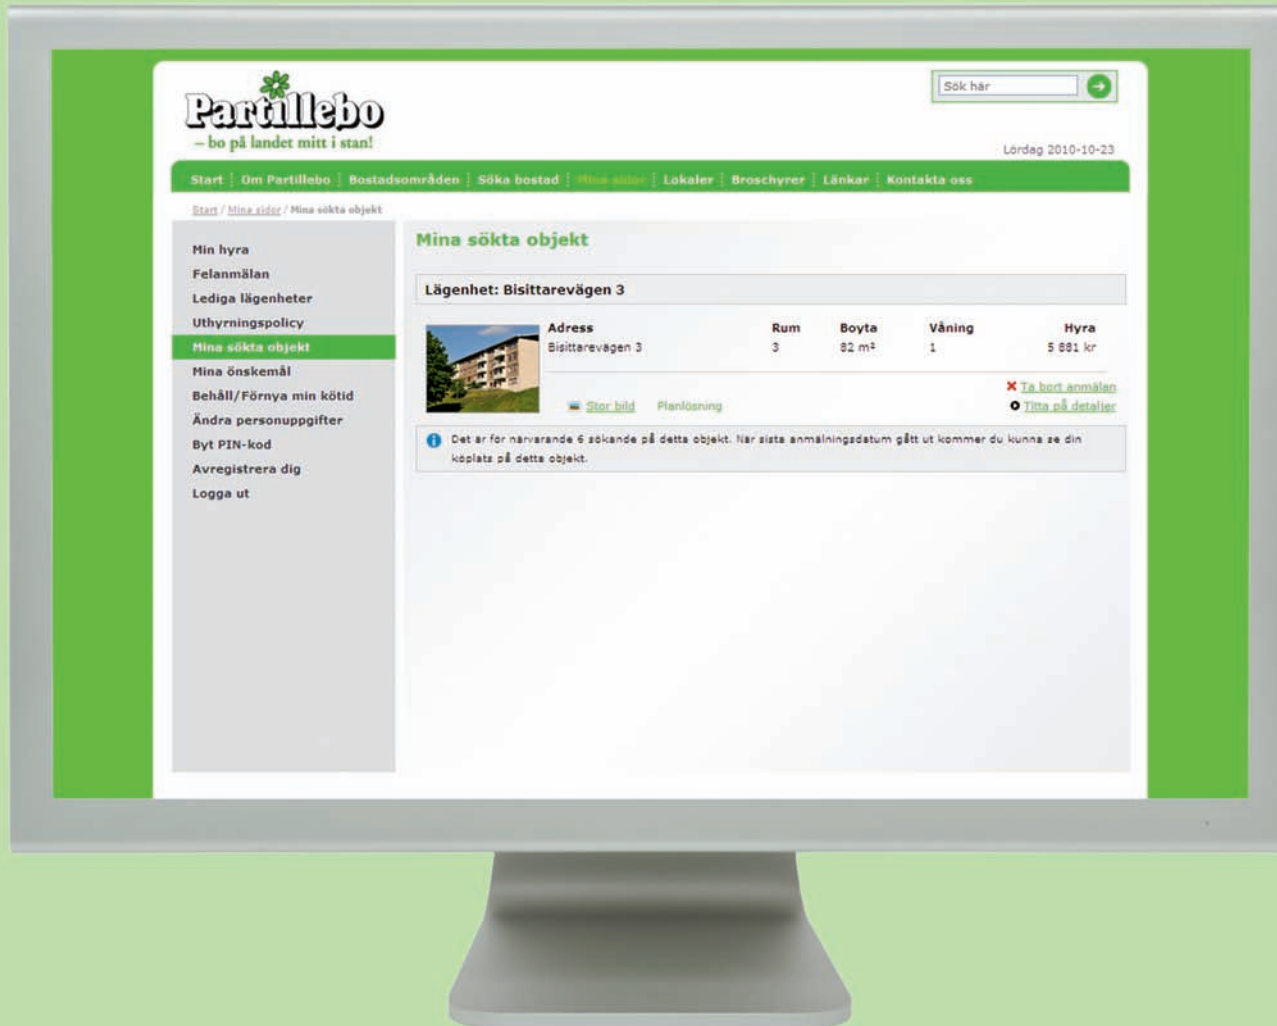 Partillebo
– bo på landet mitt i stan!
Sök här
Lördag 2010-10-23
Start Om Partillebo Bostadsområden Söka bostad Mina sidor Lokaler Broschyrer Länkar Kontakta oss
Start / Mina sidor / Mina sökta objekt
Min hyra
Felanmälan
Lediga lägenheter
Uthyrningspolicy
Mina sökta objekt
Mina önskemål
Behåll/Förnya min kötid
Ändra personuppgifter
Byt PIN-kod
Avregistrera dig
Logga ut
Mina sökta objekt
Lägenhet: Bisittarevägen 3
Adress Rum Boyta Våning Hyra
Bisittarevägen 3 3 82 m² 1 5 881 kr
Ta bort anmälan
Stor bild Planlösning Titta på detaljer
Det är för närvarande 6 sökande på detta objekt. När sista anmälningsdatum gått ut kommer du kunna se din
köplats på detta objekt.